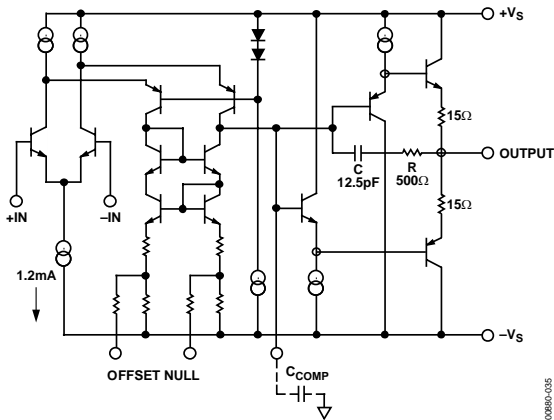 +VS
15Ω
OUTPUT
C
12.5pF
R
500Ω
+IN
–IN
15Ω
1.2mA
–VS
OFFSET NULL
CCOMP
00880-035